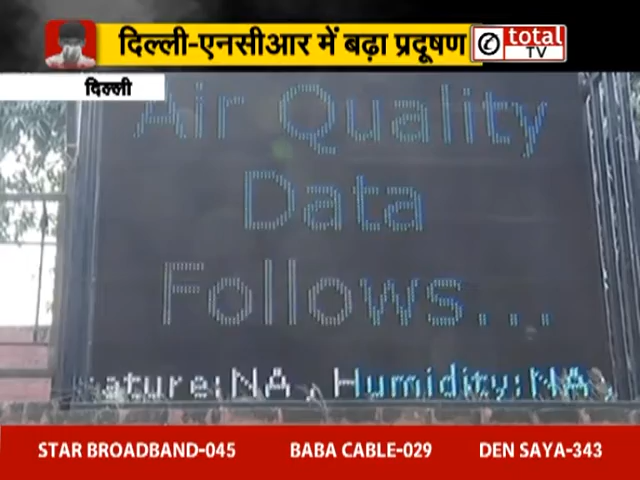 दिल्ली-एनसीआर में बढ़ा प्रदूषण
total
TV
दिल्ली
Air Quality
Data
Follows...
ature:NA, Humidity:NA,
STAR BROADBAND-045 BABA CABLE-029 DEN SAYA-343